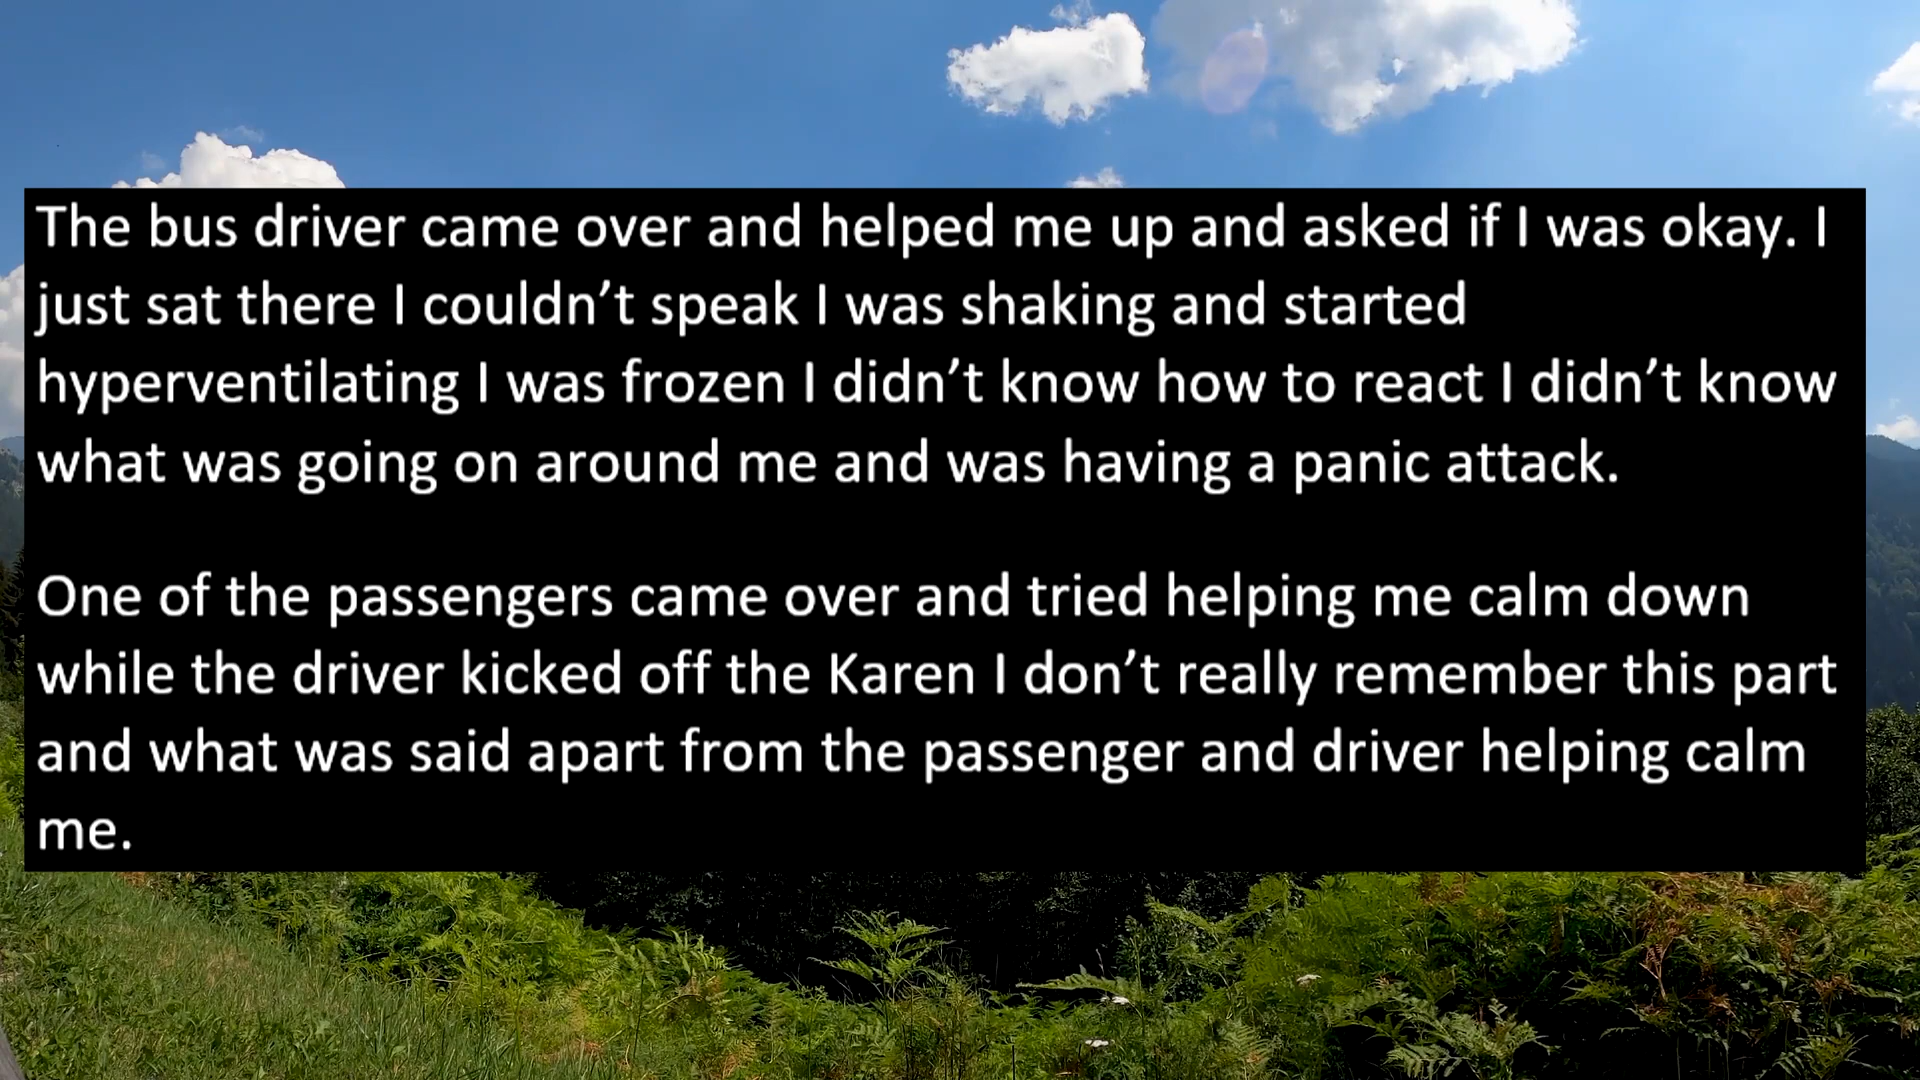 The bus driver came over and helped me up and asked if I was okay. I
just sat there I couldn’t speak I was shaking and started
hyperventilating I was frozen I didn’t know how to react I didn’t know
what was going on around me and was having a panic attack.
One of the passengers came over and tried helping me calm down
while the driver kicked off the Karen I don’t really remember this part
and what was said apart from the passenger and driver helping calm
me.